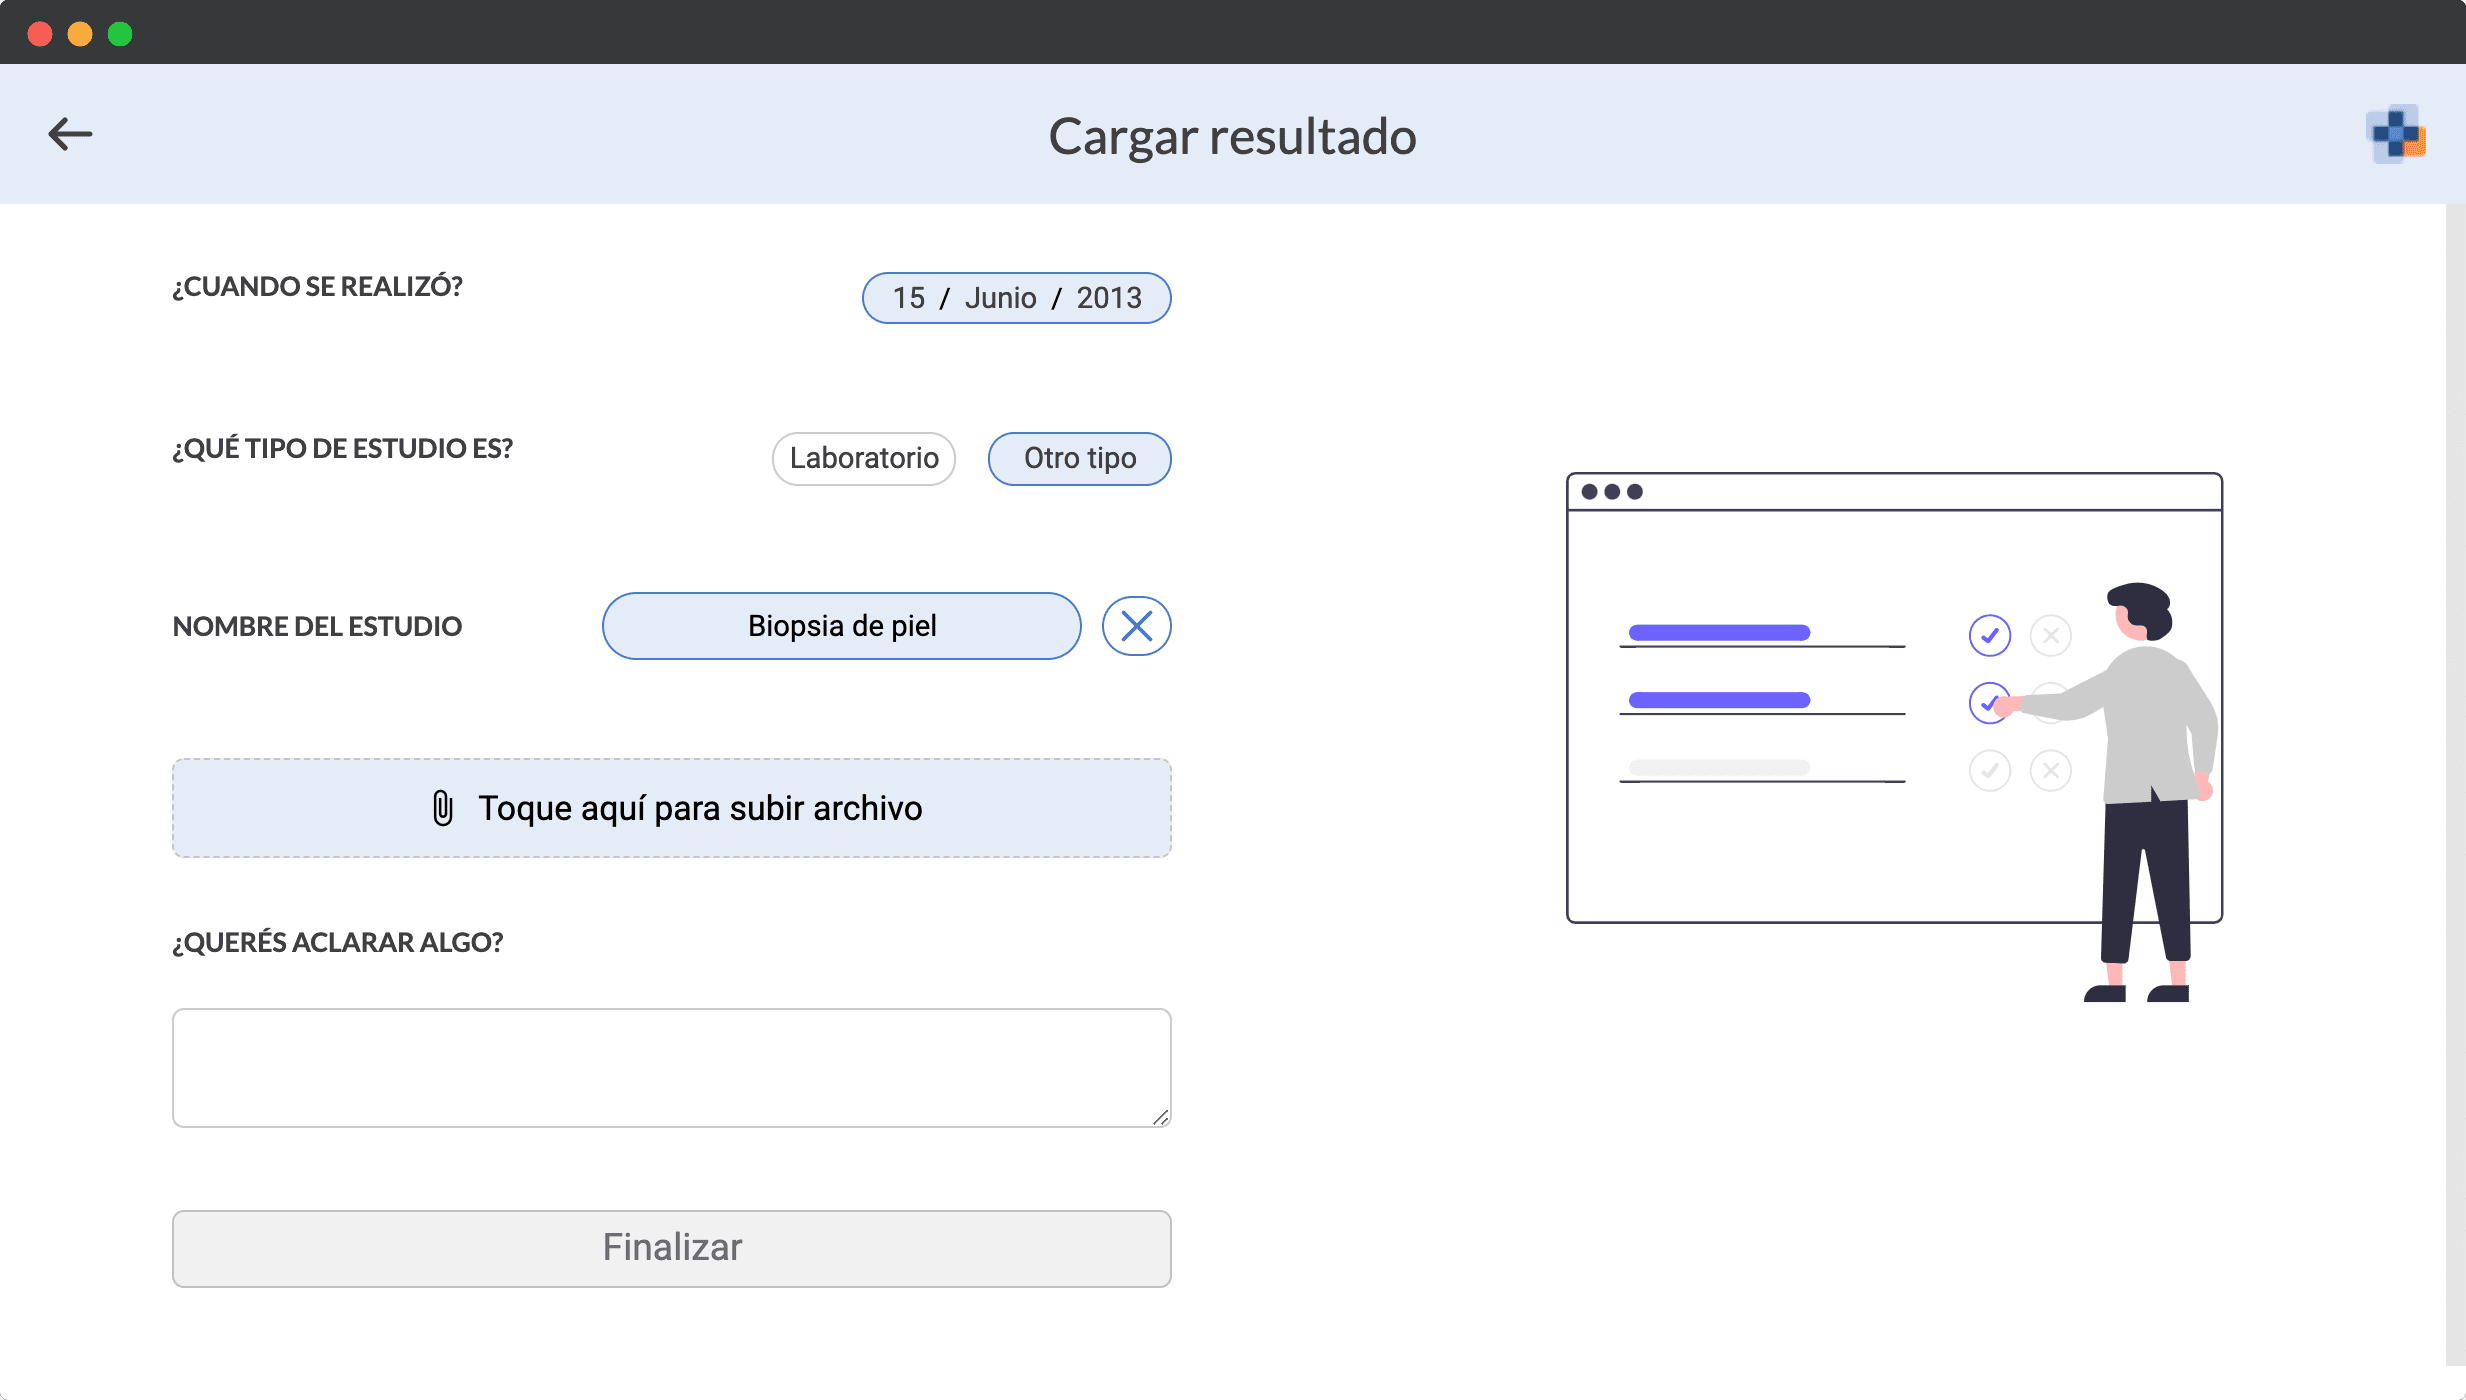 Cargar resultado
¿CUANDO SE REALIZÓ?
15 / Junio / 2013
¿QUÉ TIPO DE ESTUDIO ES?
Laboratorio
Otro tipo
NOMBRE DEL ESTUDIO
Biopsia de piel
Toque aquí para subir archivo
¿QUERÉS ACLARAR ALGO?
Finalizar